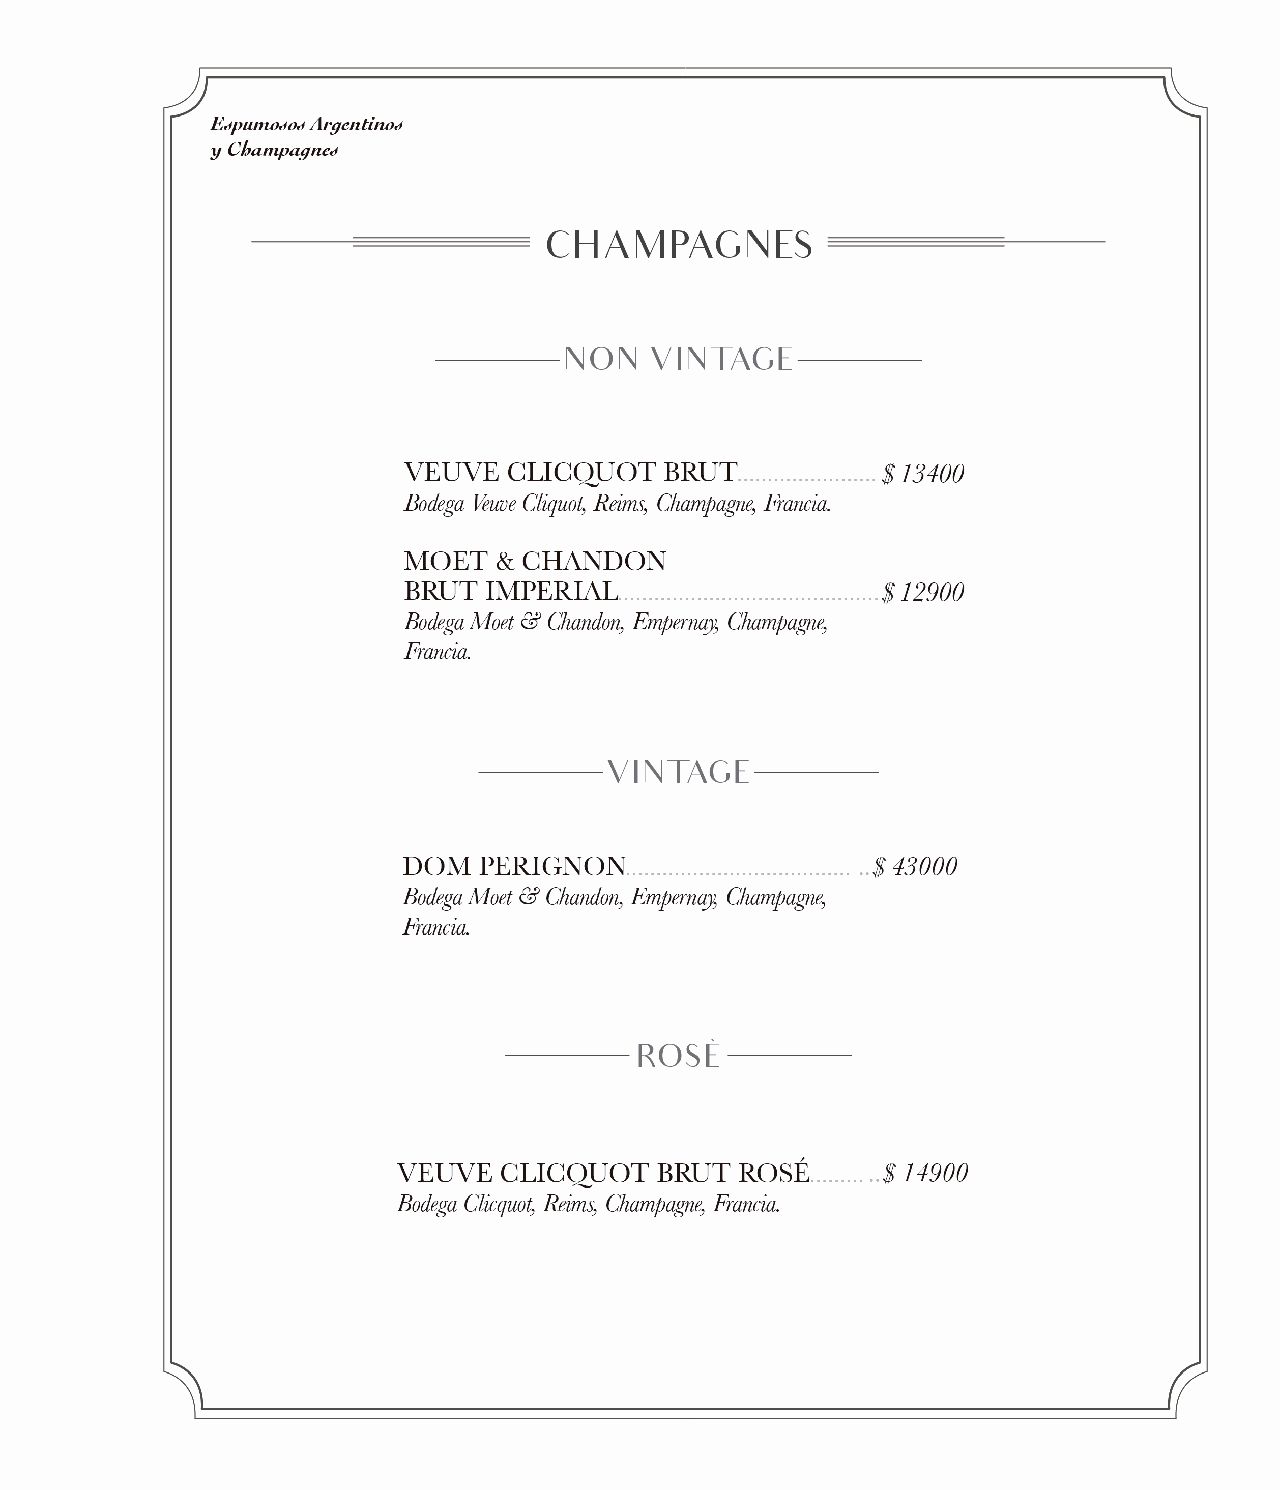 Espumosos Argentinos
y Champagnes
CHAMPAGNES
NON VINTAGE
VEUVE CLICQUOT BRUT....................... $ 13400
Bodega Veuve Cliquot, Reims, Champagne, Francia.
MOET & CHANDON
BRUT IMPERIAL...........................................$ 12900
Bodega Moet & Chandon, Empernay, Champagne,
Francia.
VINTAGE
DOM PERIGNON..................................... ..$ 43000
Bodega Moet & Chandon, Empernay, Champagne,
Francia.
ROSÈ
VEUVE CLICQUOT BRUT ROSÉ......... ..$ 14900
Bodega Clicquot, Reims, Champagne, Francia.